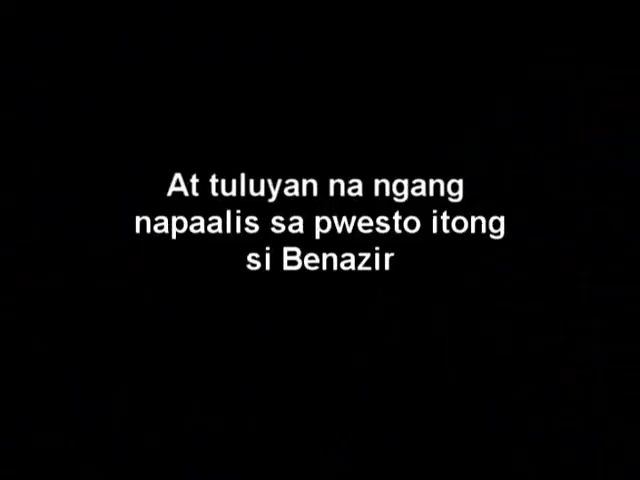 At tuluyan na ngang
napaalis sa pwesto itong
si Benazir